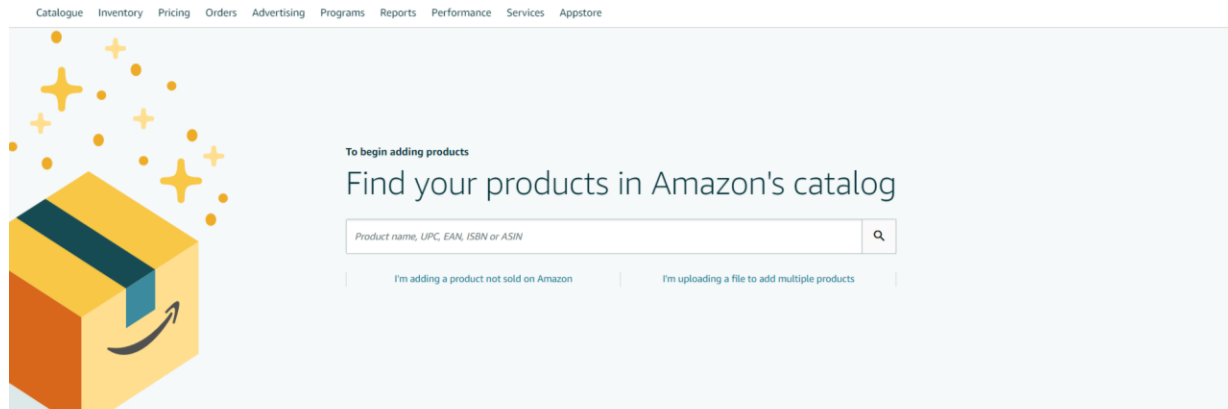 Catalogue Inventory Pricing Orders Advertising Programs Reports Performance Services Appstore
To begin adding products
Find your products in Amazon's catalog
Product name, UPC, EAN, ISBN or ASIN
I'm adding a product not sold on Amazon I'm uploading a file to add multiple products